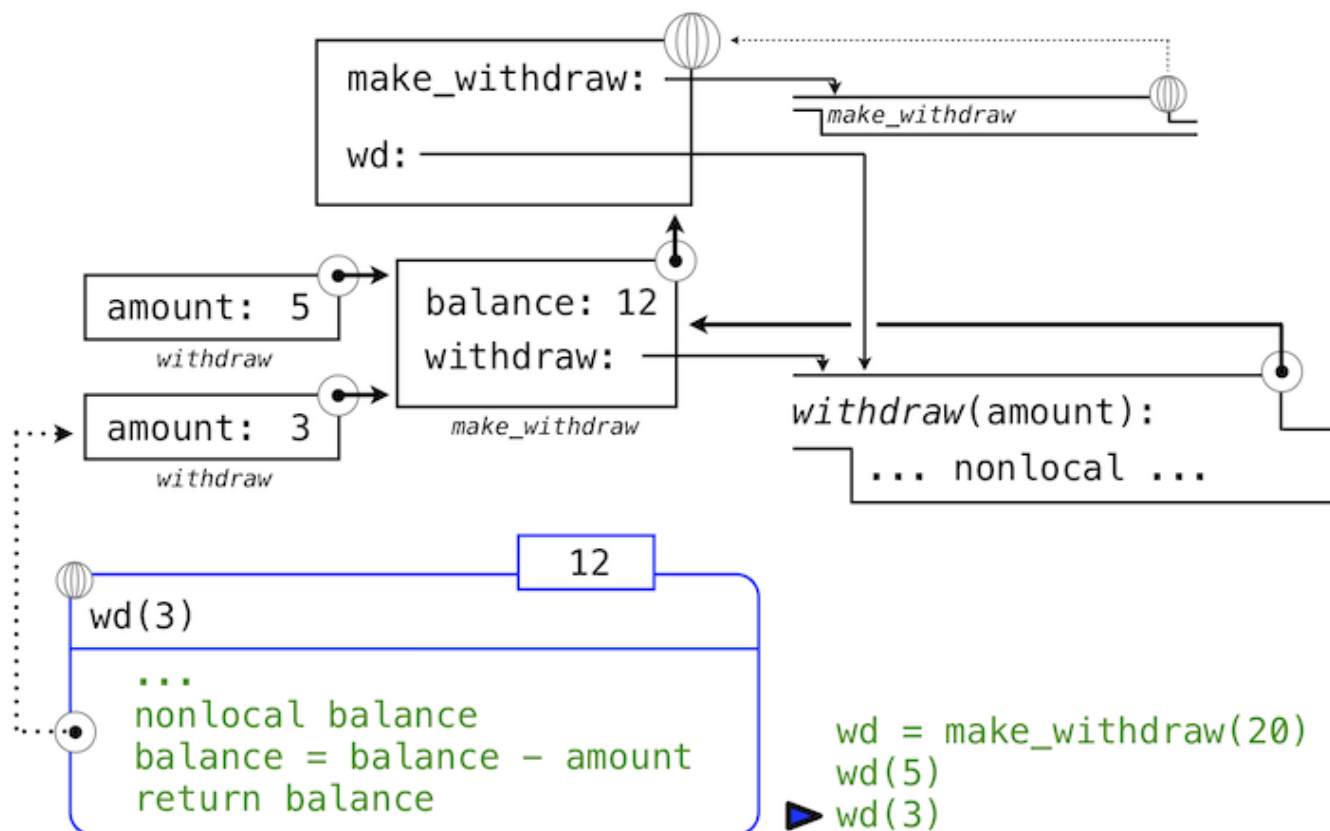 make_withdraw:
make_withdraw
wd:
amount: 5
withdraw
balance: 12
withdraw:
make_withdraw
amount: 3
withdraw
withdraw(amount):
... nonlocal ...
12
wd(3)
...
nonlocal balance
balance = balance – amount
return balance
wd = make_withdraw(20)
wd(5)
wd(3)